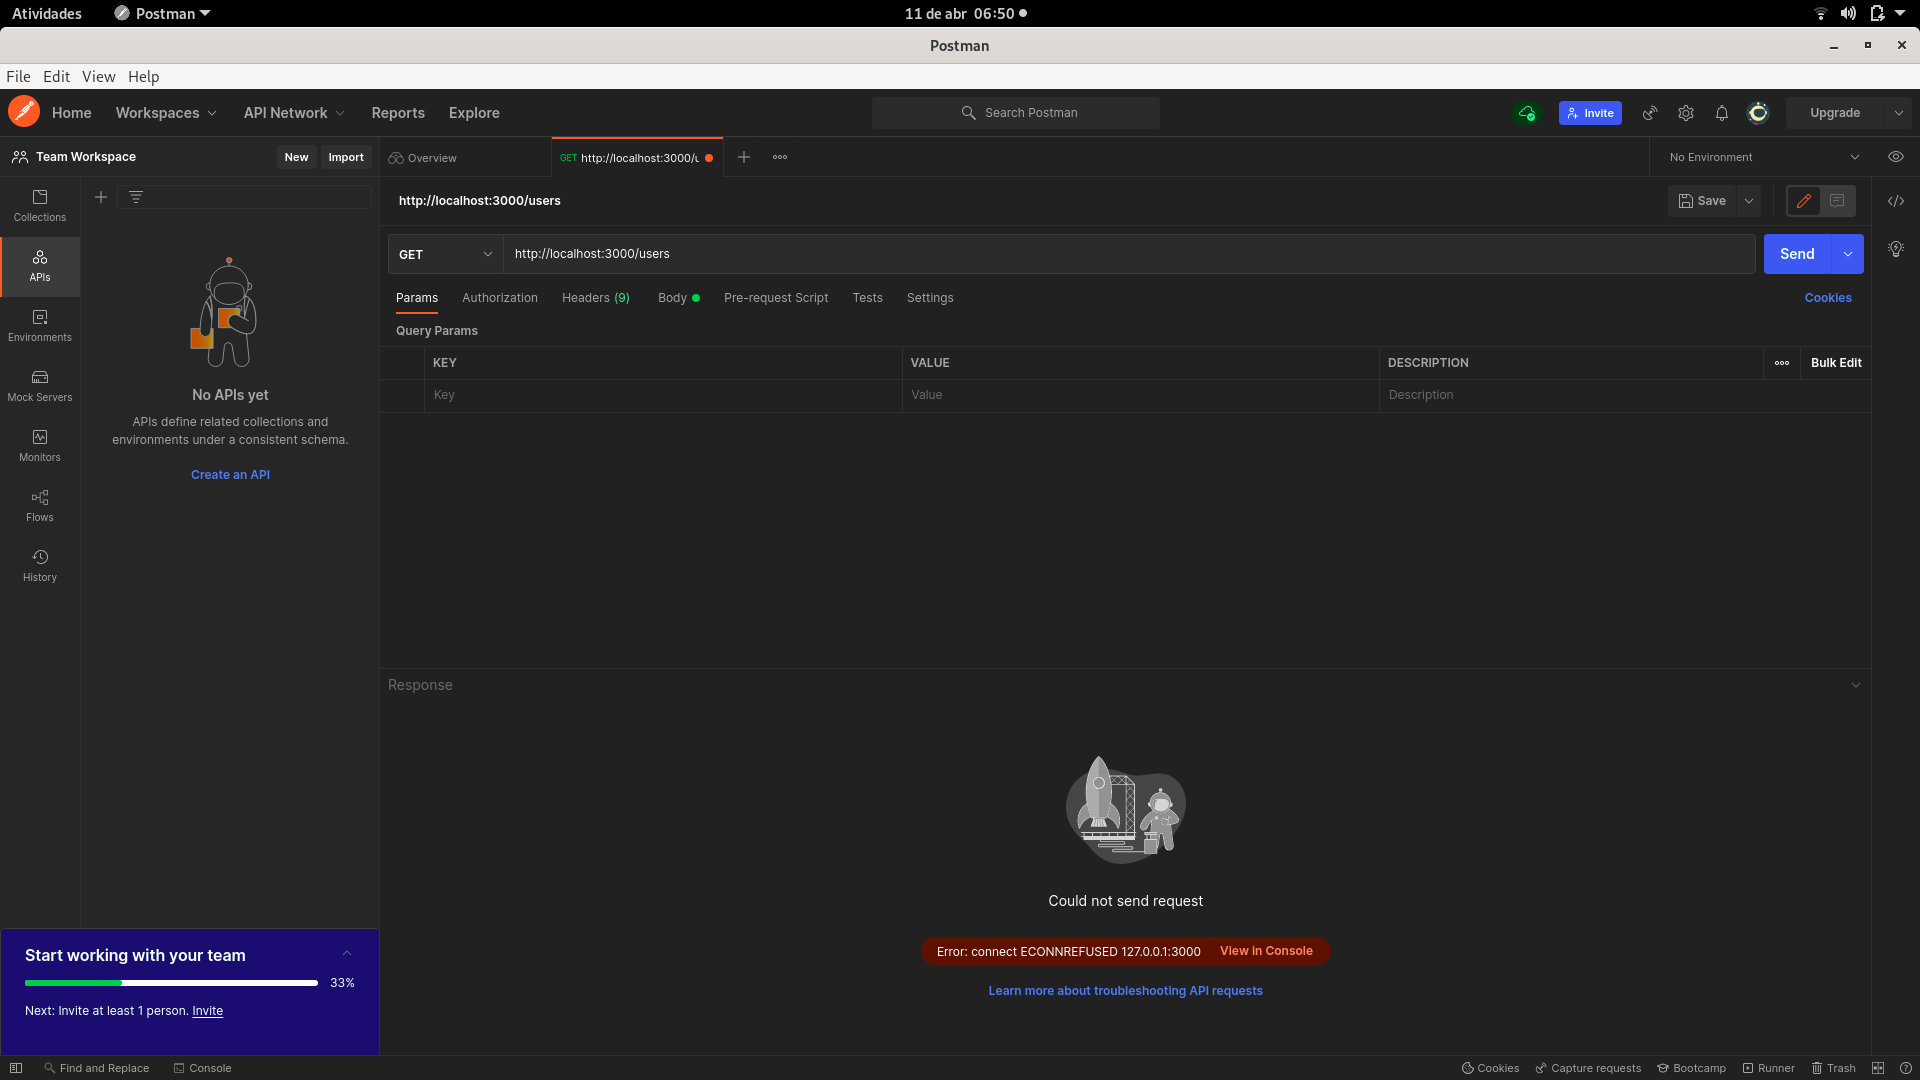 Atividades
Postman
11 de abr 06:50
Postman
File Edit View Help
Home Workspaces API Network Reports Explore
Search Postman
Invite
Upgrade
Team Workspace
New
Import
Overview
GET http://localhost:3000/u
No Environment
Collections
APIs
Environments
Mock Servers
Monitors
Flows
History
No APIs yet
APIs define related collections and
environments under a consistent schema.
Create an API
http://localhost:3000/users
Save
GET
http://localhost:3000/users
Send
Params Authorization Headers (9) Body Pre-request Script Tests Settings
Cookies
Query Params
KEY VALUE DESCRIPTION Bulk Edit
Key Value Description
Response
Could not send request
Error: connect ECONNREFUSED 127.0.0.1:3000 View in Console
Learn more about troubleshooting API requests
Start working with your team
33%
Next: Invite at least 1 person. Invite
Find and Replace Console
Cookies Capture requests Bootcamp Runner Trash